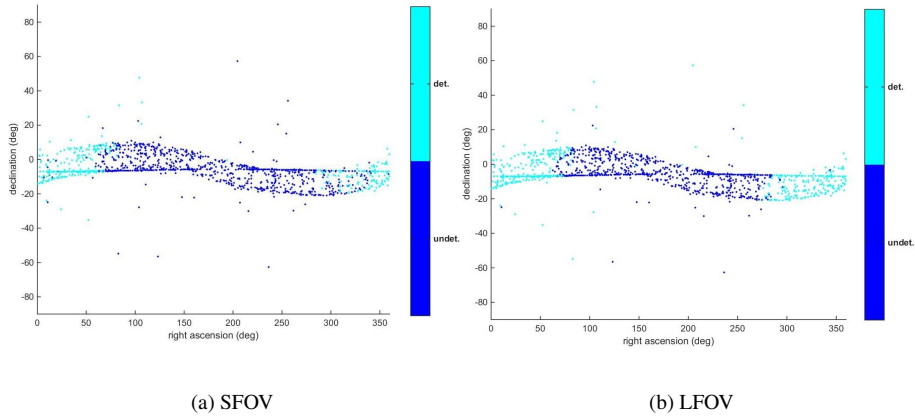 80
60
40
20
0
-20
-40
-60
-80
declination (deg)
0 50 100 150 200 250 300 350
right ascension (deg)
det.
undet.
(a) SFOV
80
60
40
20
0
-20
-40
-60
-80
declination (deg)
0 50 100 150 200 250 300 350
right ascension (deg)
det.
undet.
(b) LFOV